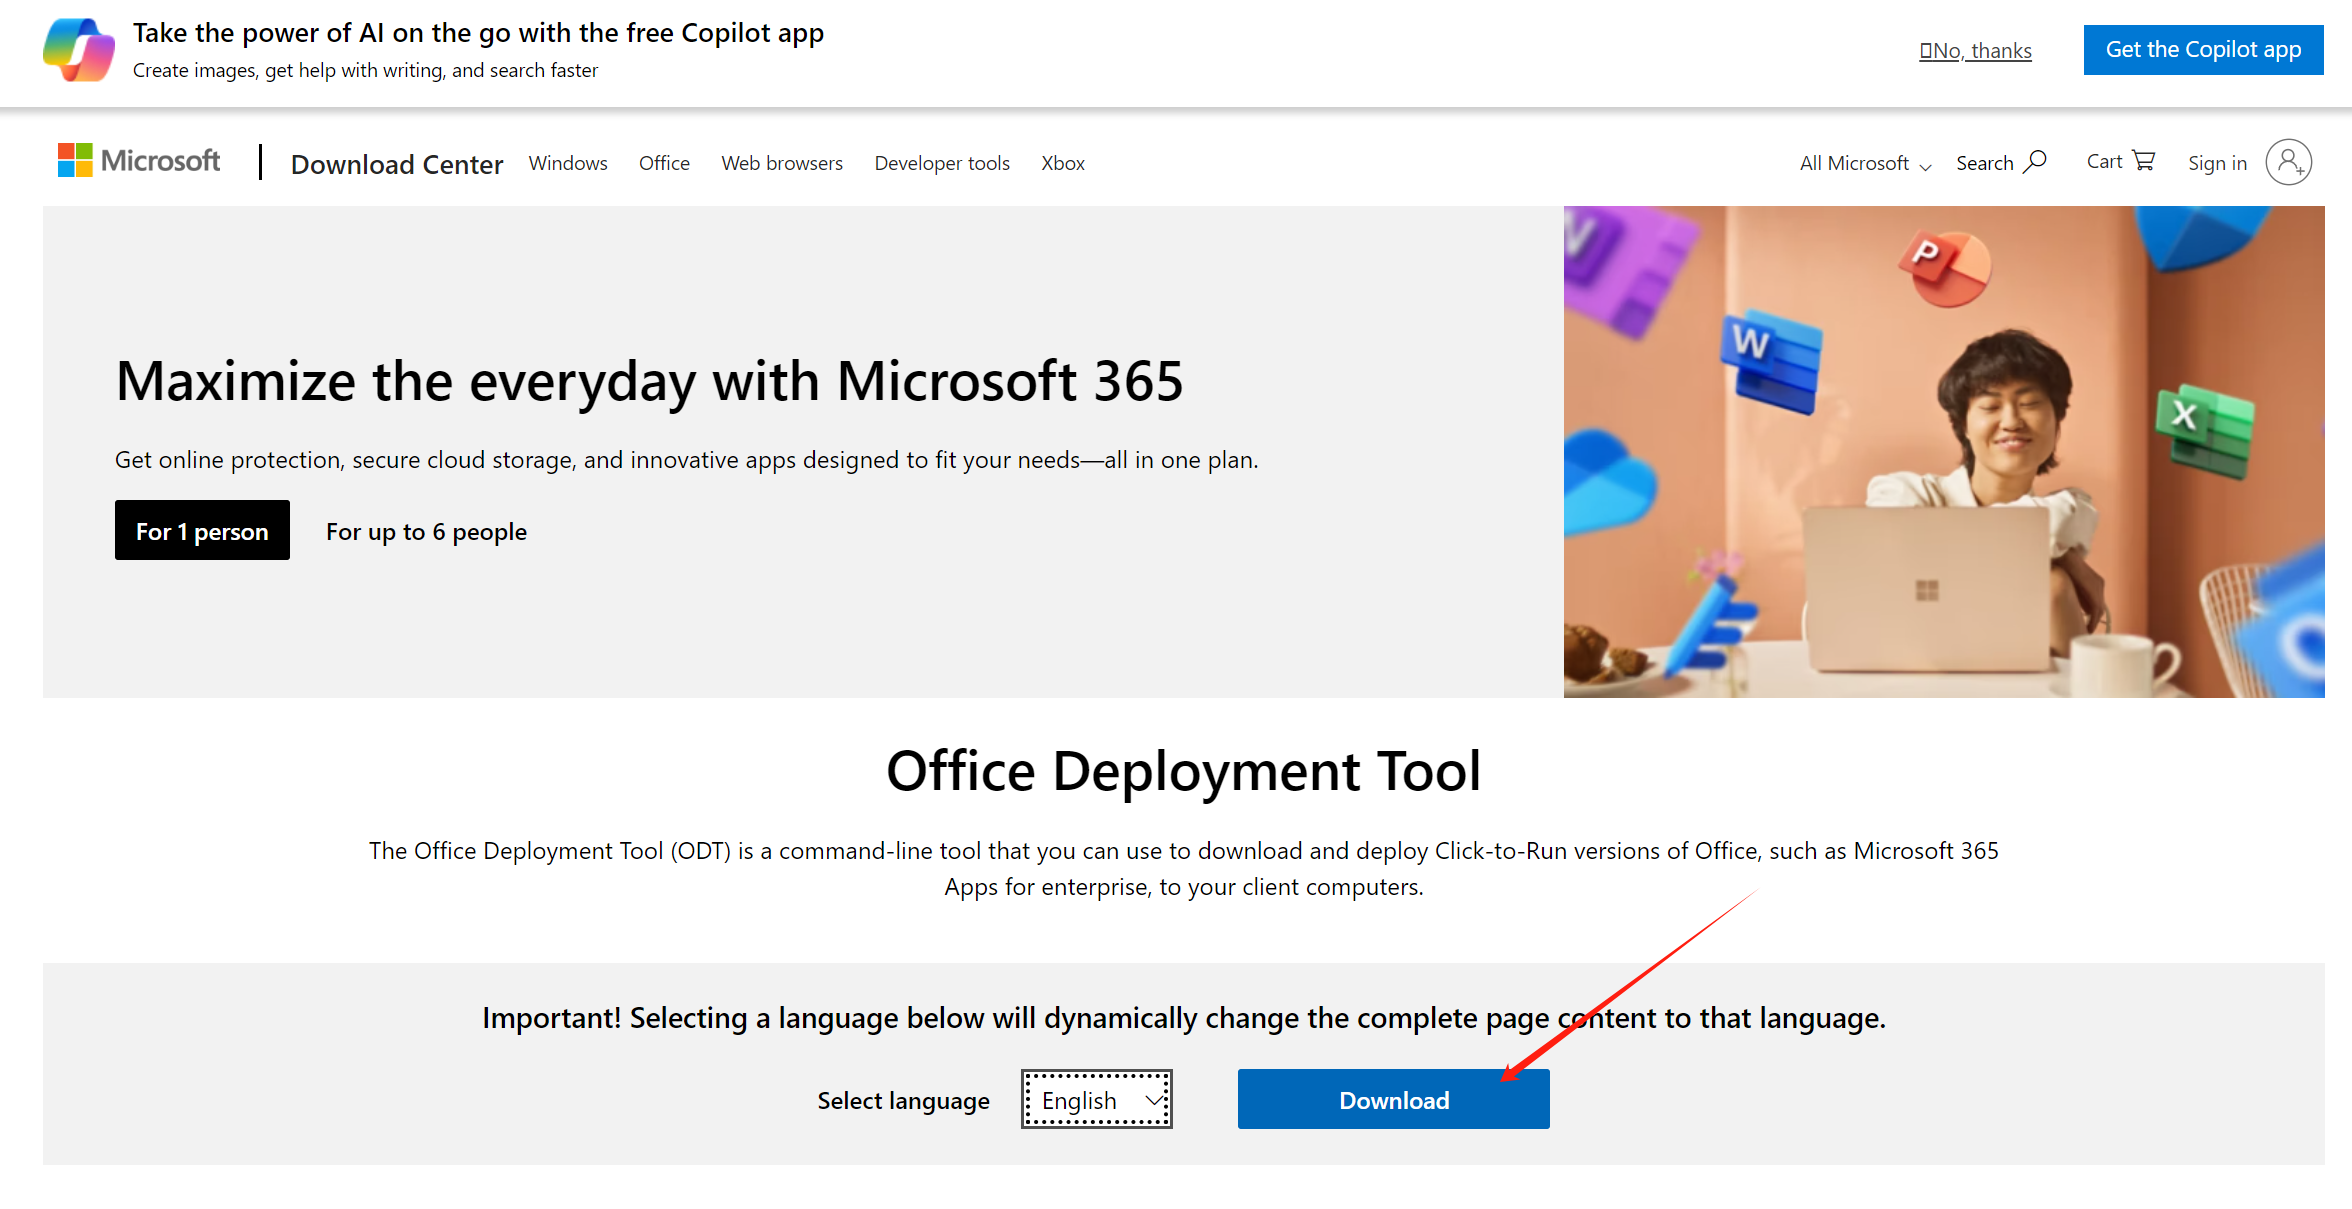 Take the power of AI on the go with the free Copilot app
Create images, get help with writing, and search faster
No, thanks
Get the Copilot app
Microsoft
Download Center
Windows
Office
Web browsers
Developer tools
Xbox
All Microsoft
Search
Cart
Sign in
Maximize the everyday with Microsoft 365
Get online protection, secure cloud storage, and innovative apps designed to fit your needs—all in one plan.
For 1 person
For up to 6 people
N
P
W
X
O
Office Deployment Tool
The Office Deployment Tool (ODT) is a command-line tool that you can use to download and deploy Click-to-Run versions of Office, such as Microsoft 365
Apps for enterprise, to your client computers.
Important! Selecting a language below will dynamically change the complete page content to that language.
Select language
English
Download